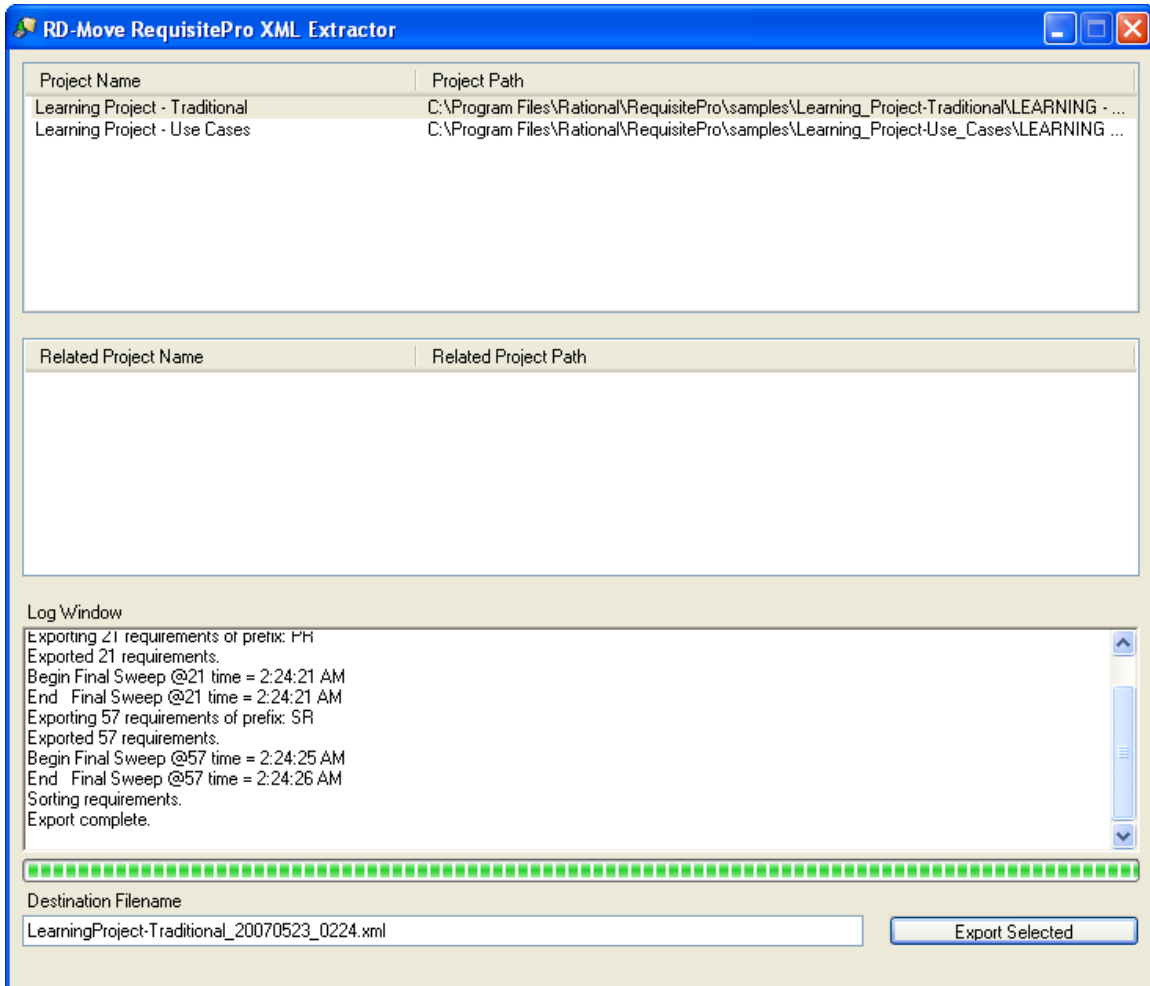 RD-Move RequisitePro XML Extractor
Project Name Project Path
Learning Project - Traditional C:\Program Files\Rational\RequisitePro\samples\Learning_Project-Traditional\LEARNING - ...
Learning Project - Use Cases C:\Program Files\Rational\RequisitePro\samples\Learning_Project-Use_Cases\LEARNING ...
Related Project Name Related Project Path
Log Window
Exporting 21 requirements of prefix: PR
Exported 21 requirements.
Begin Final Sweep @21 time = 2:24:21 AM
End   Final Sweep @21 time = 2:24:21 AM
Exporting 57 requirements of prefix: SR
Exported 57 requirements.
Begin Final Sweep @57 time = 2:24:25 AM
End   Final Sweep @57 time = 2:24:26 AM
Sorting requirements.
Export complete.
Destination Filename
LearningProject-Traditional_20070523_0224.xml Export Selected